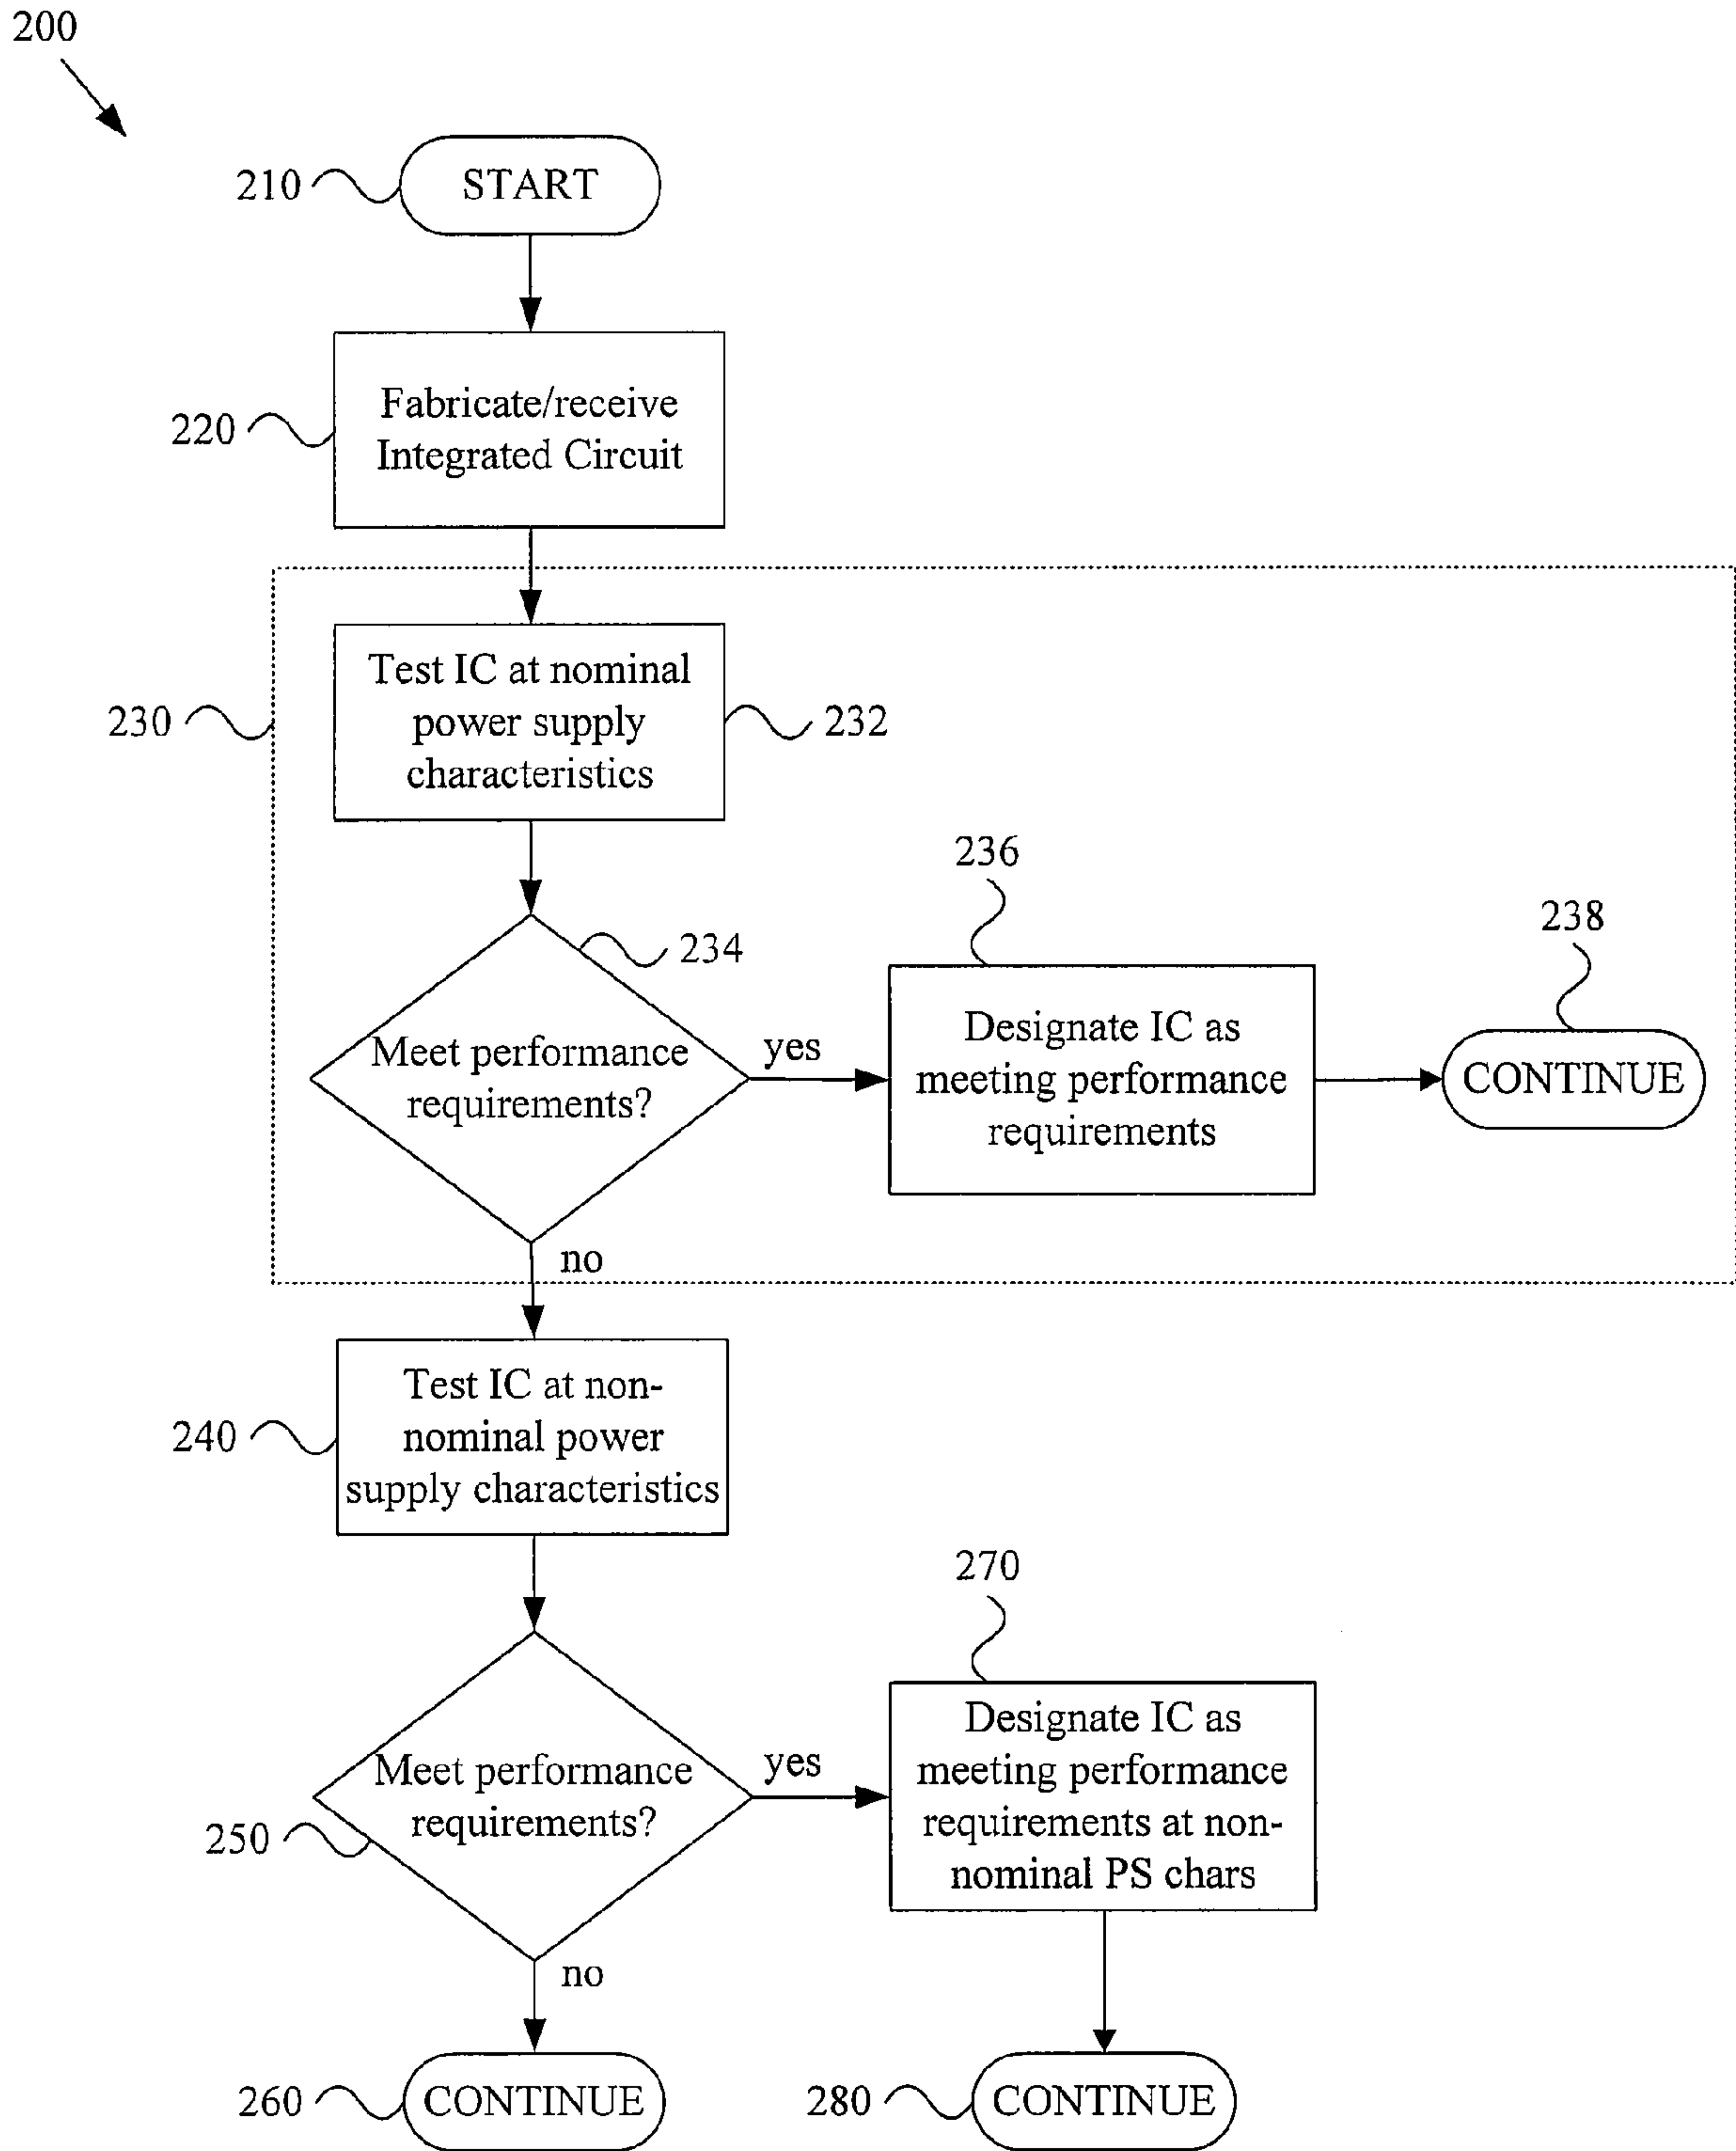 200
210
START
220
Fabricate/receive
Integrated Circuit
230
Test IC at nominal
power supply
characteristics
232
234
Meet performance
requirements?
yes
no
236
Designate IC as
meeting performance
requirements
238
CONTINUE
240
Test IC at non-
nominal power
supply characteristics
250
Meet performance
requirements?
yes
no
270
Designate IC as
meeting performance
requirements at non-
nominal PS chars
260
CONTINUE
280
CONTINUE